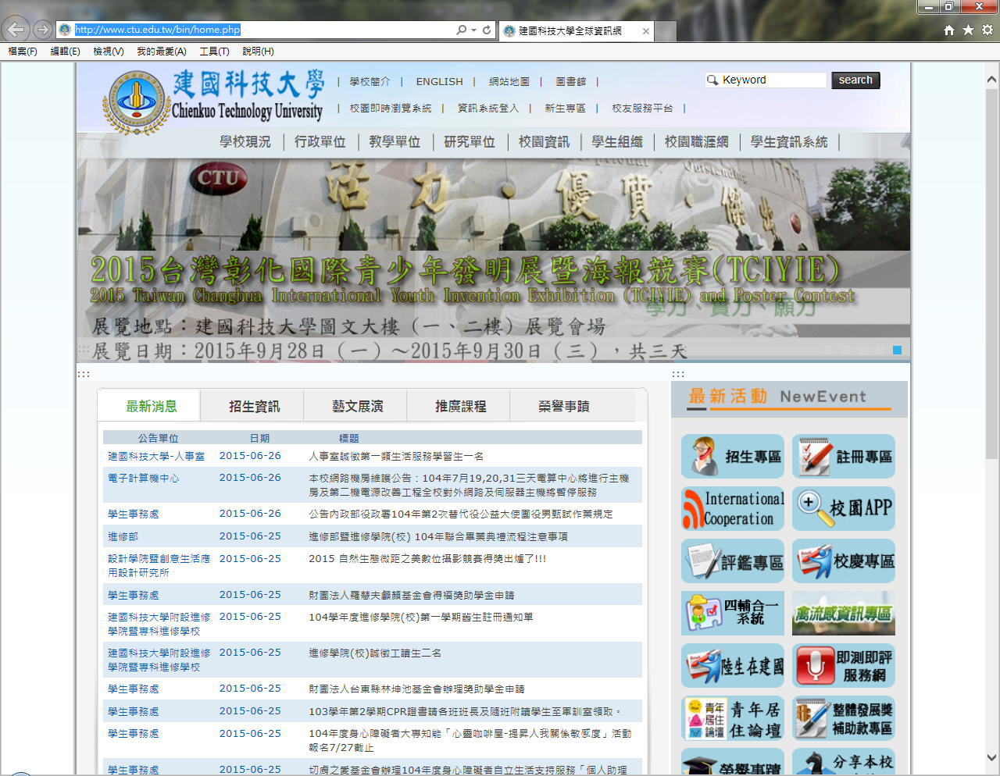 http://www.ctu.edu.tw/bin/home.php
建國科技大學全球資訊網
檔案(F) 編輯(E) 檢視(V) 我的最愛(A) 工具(T) 說明(H)
建國科技大學
Chienkuo Technology University
| 校園簡介 | ENGLISH | 網站地圖 | 圖書館 |
| 校園即時瀏覽系統 | 資訊系統登入 | 新生專區 | 校友服務平台 |
Keyword search
學校現況 | 行政單位 | 教學單位 | 研究單位 | 校園資訊 | 學生組織 | 校園職涯網 | 學生資訊系統 |
CTU 活力·優質·傑出
Outstanding
2015台灣彰化國際青少年發明展暨海報競賽(TCIYIE)
2015 Taiwan Changhua International Youth Invention Exhibition (TCIYIE) and Poster Contest
學力、實力、願力
展覽地點：建國科技大學圖文大樓（一、二樓）展覽會場
展覽日期：2015年9月28日（一）～2015年9月30日（三），共三天
最新消息 招生資訊 藝文展演 推廣課程 榮譽事蹟
公告單位 日期 標題
建國科技大學-人事室 2015-06-26 人事室誠徵第一類生活服務學習生一名
電子計算機中心 2015-06-26 本校網路機房維護公告：104年7月19,20,31三天電算中心將進行主機
房及第二機電源改善工程全校對外網路及伺服器主機將暫停服務
學生事務處 2015-06-26 公告內政部役政署104年第2次替代役公益大使團役男甄試作業規定
進修部 2015-06-25 進修部暨進修學院(校) 104年聯合畢業典禮流程注意事項
設計學院暨創意生活應
用設計研究所 2015-06-25 2015 自然生態微距之美數位攝影競賽得獎出爐了!!!
學生事務處 2015-06-25 財團法人羅慧夫顱顏基金會得福獎助學金申請
建國科技大學附設進修
學院暨專科進修學校 2015-06-25 104學年度進修學院(校)第一學期舊生註冊通知單
建國科技大學附設進修
學院暨專科進修學校 2015-06-25 進修學院(校)誠徵工讀生二名
學生事務處 2015-06-25 財團法人台東縣林坤池基金會辦理獎助學金申請
學生事務處 2015-06-25 103學年第2學期CPR證書請各班班長及隨班附讀學生至軍訓室領取。
學生事務處 2015-06-25 104年度身心障礙者大專知能「心靈咖啡屋-提昇人我關係敏感度」活動
報名7/27截止
學生事務處 2015-06-25 切膚之愛基金會辦理104年度身心障礙者自立生活支持服務「個人助理
最新活動 NewEvent
招生專區 註冊專區
International
Cooperation
校園APP
評鑑專區 校慶專區
四輔合一
系統
禽流感資訊專區
陸生在建國
即測即評
服務網
青年
居住
論壇
青年居
住論壇
整體發展獎
補助款專區
榮譽事蹟
分享本校